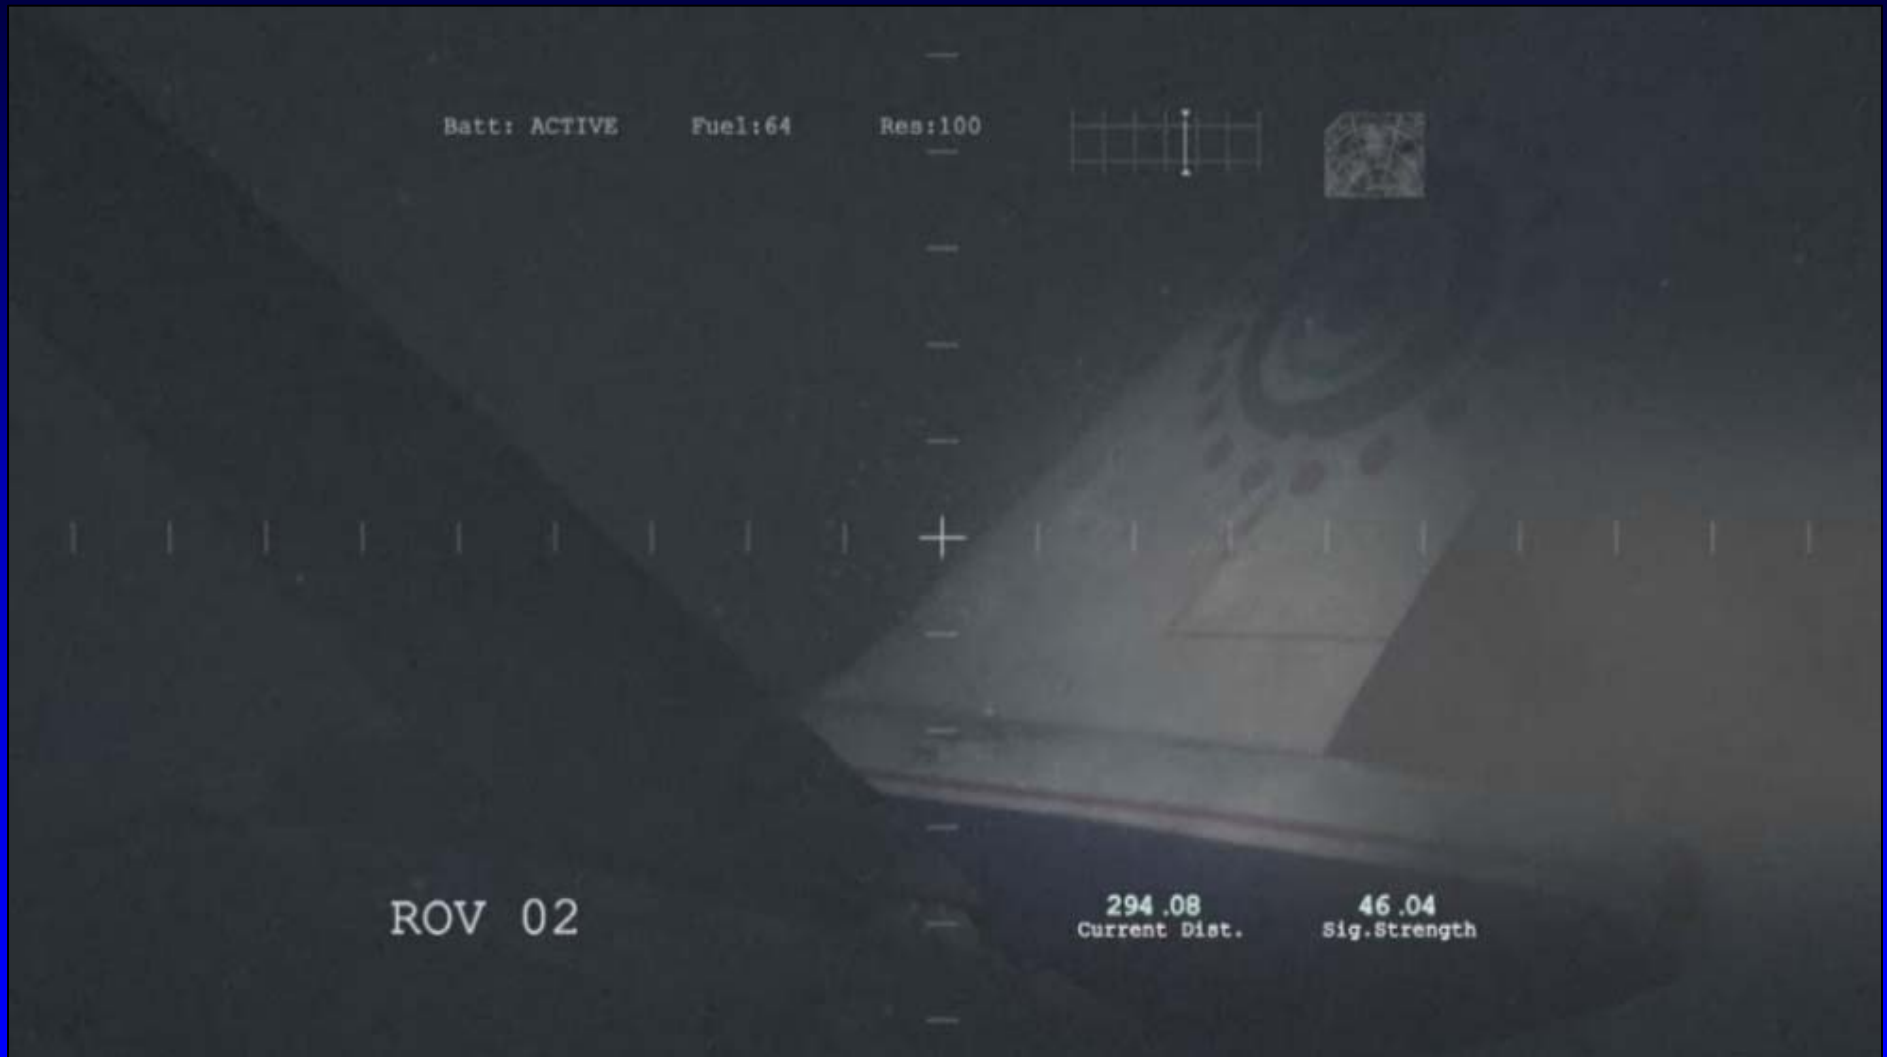 Batt: ACTIVE Fuel:64 Res:100
ROV 02
294.08 46.04
Current Dist. Sig.Strength